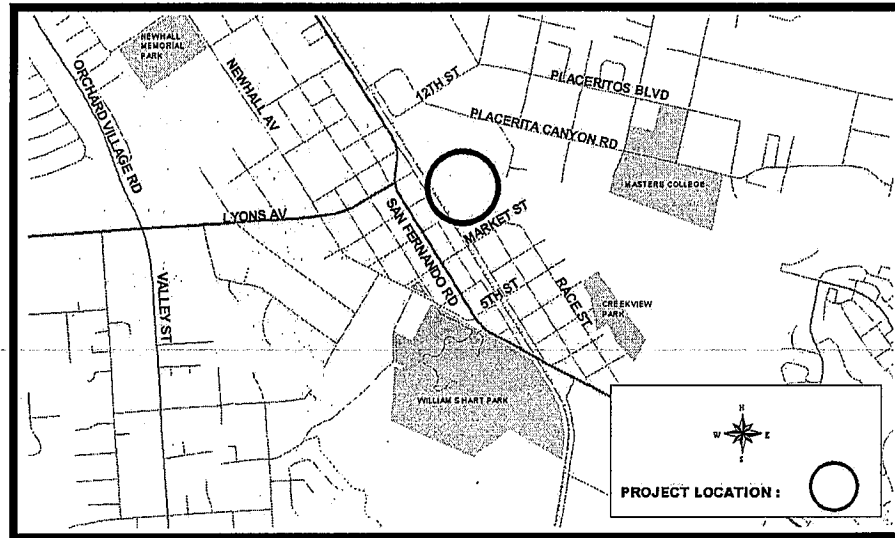 NEWHALL
MEMORIAL
PARK
ORCHARD VILLAGE RD
NEWHALL AV
12TH ST
PLACERITOS BLVD
PLACERITA CANYON RD
MASTERS COLLEGE
LYONS AV
SAN FERNANDO RD
MARKET ST
5TH ST
RACE ST.
CREEKVIEW
PARK
VALLEY ST
WILLIAM S HART PARK
N
W E
S
PROJECT LOCATION :